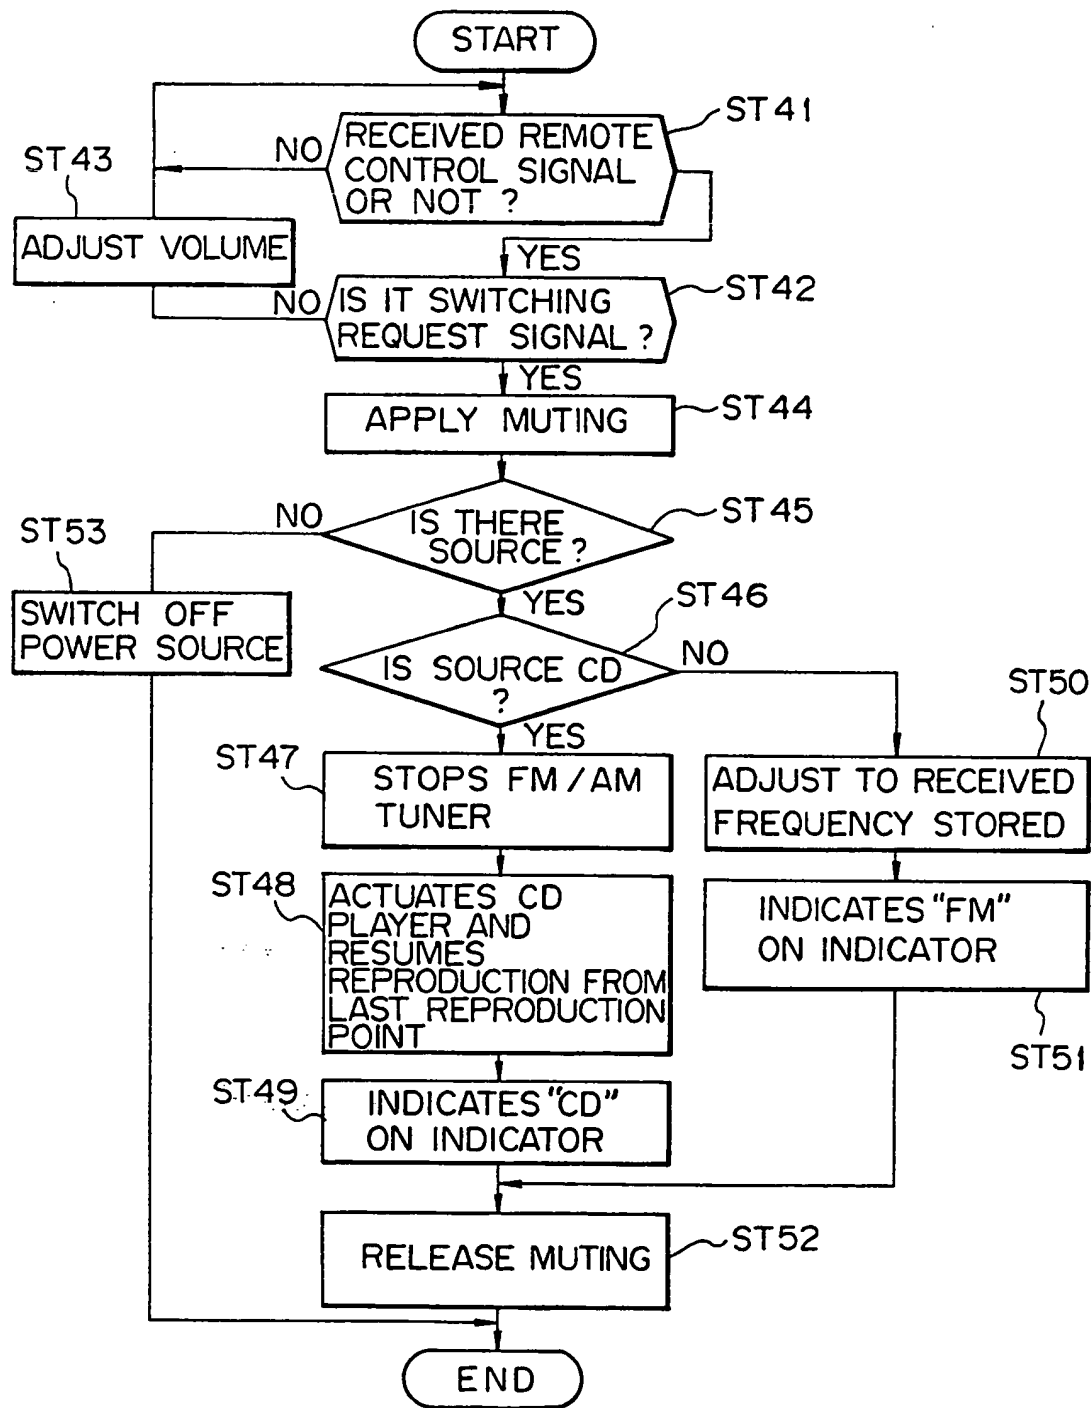 START
RECEIVED REMOTE
CONTROL SIGNAL
OR NOT ?
ST41
NO
ST43
ADJUST VOLUME
YES
IS IT SWITCHING
REQUEST SIGNAL ?
ST42
NO
YES
APPLY MUTING
ST44
IS THERE
SOURCE ?
ST45
NO
ST53
SWITCH OFF
POWER SOURCE
YES
ST46
IS SOURCE CD
?
NO
YES
ST47
STOPS FM / AM
TUNER
ST50
ADJUST TO RECEIVED
FREQUENCY STORED
ST48
ACTUATES CD
PLAYER AND
RESUMES
REPRODUCTION FROM
LAST REPRODUCTION
POINT
INDICATES "FM"
ON INDICATOR
ST51
ST49
INDICATES "CD"
ON INDICATOR
RELEASE MUTING
ST52
END